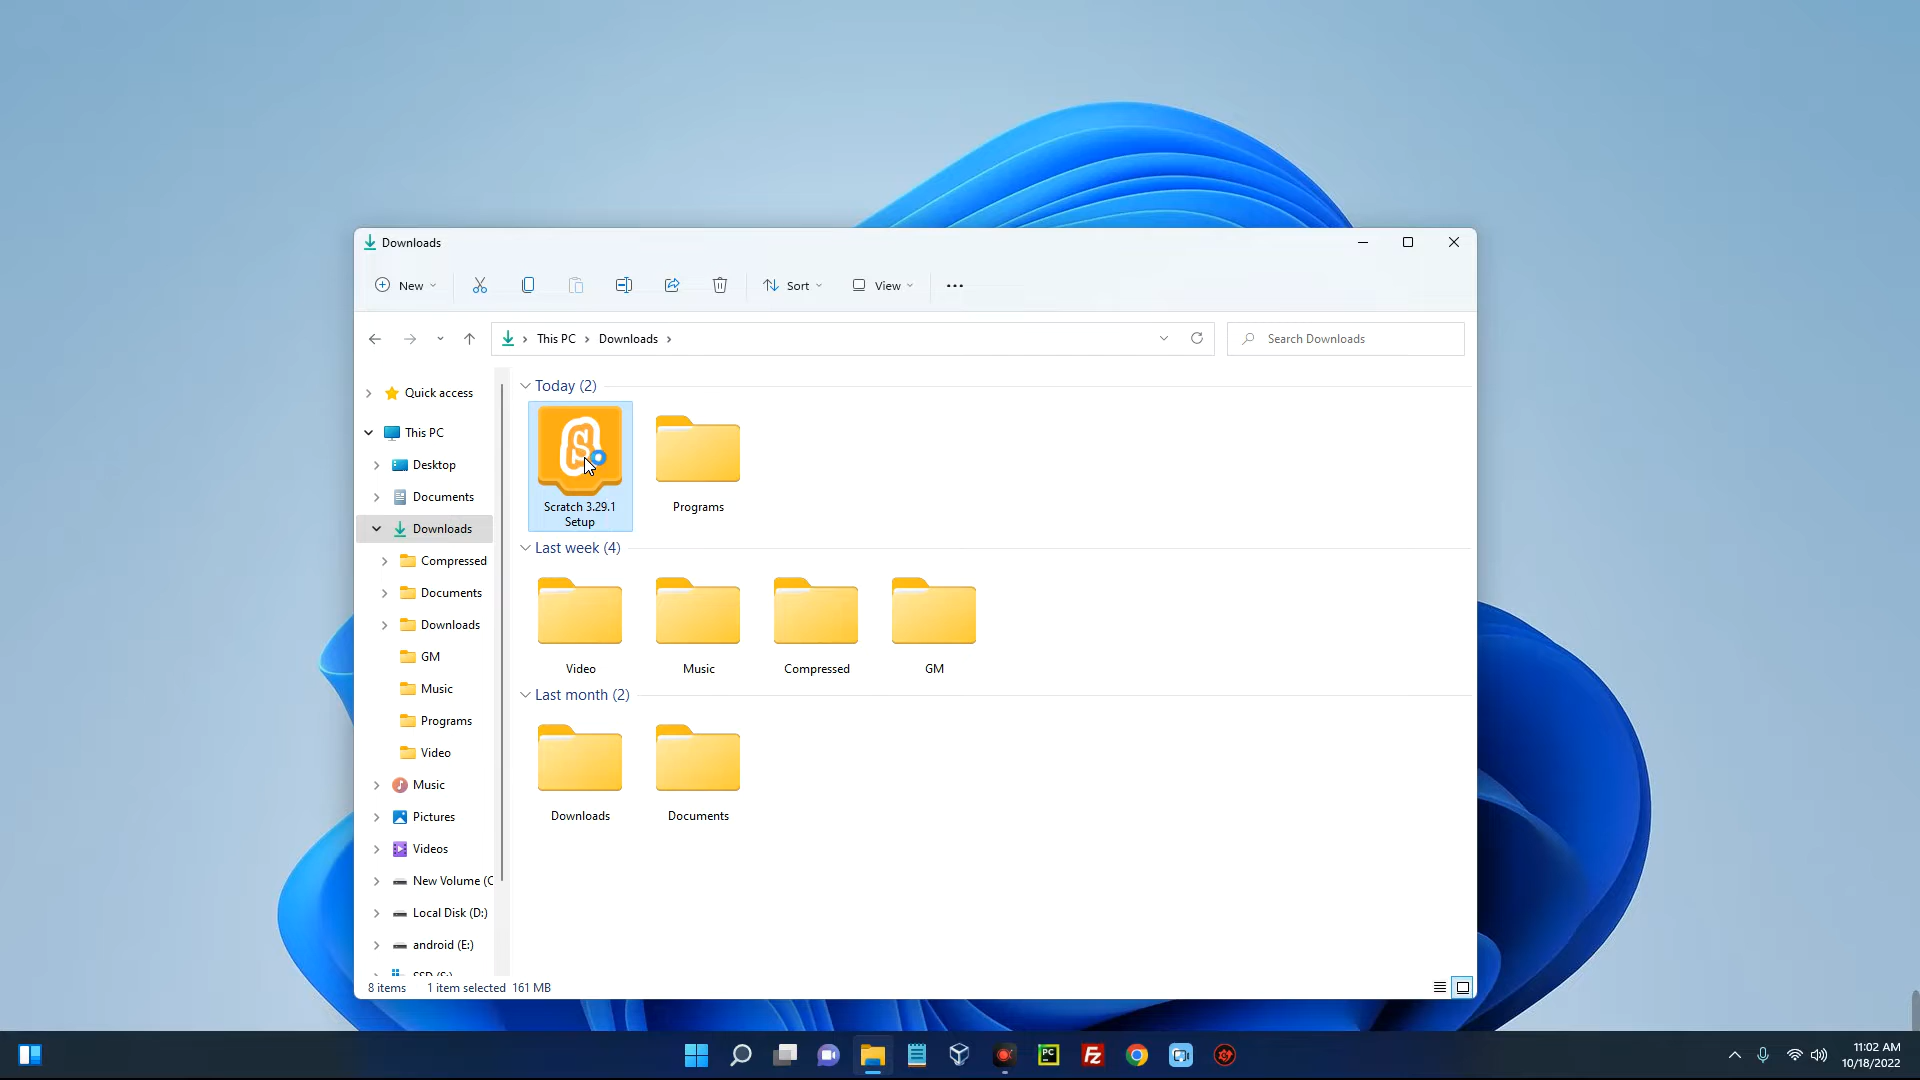 Downloads
New
Sort
View
This PC
Downloads
Search Downloads
Quick access
This PC
Desktop
Documents
Downloads
Compressed
Documents
Downloads
GM
Music
Programs
Video
Music
Pictures
Videos
New Volume (C
Local Disk (D:)
android (E:)
Today (2)
S
Scratch 3.29.1
Setup
Programs
Last week (4)
Video
Music
Compressed
GM
Last month (2)
Downloads
Documents
8 items
1 item selected 161 MB
PC
FZ
11:02 AM
10/18/2022